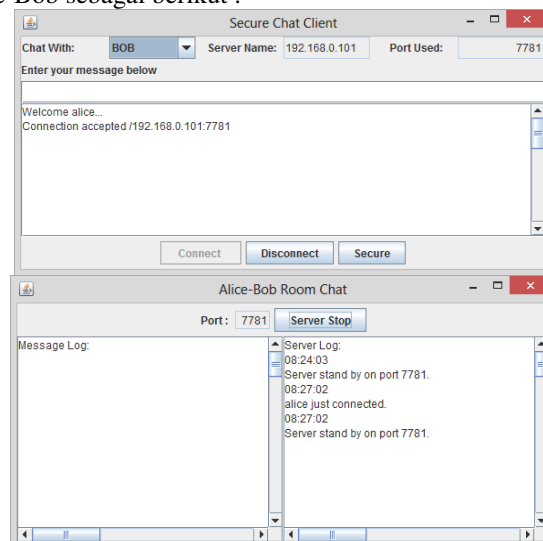 Bob sebagai berikut :
Secure Chat Client
Chat With: BOB Server Name: 192.168.0.101 Port Used: 7781
Enter your message below
Welcome alice...
Connection accepted /192.168.0.101:7781
Connect Disconnect Secure
Alice-Bob Room Chat
Port: 7781 Server Stop
Message Log:
Server Log:
08:24:03
Server stand by on port 7781.
08:27:02
alice just connected.
08:27:02
Server stand by on port 7781.